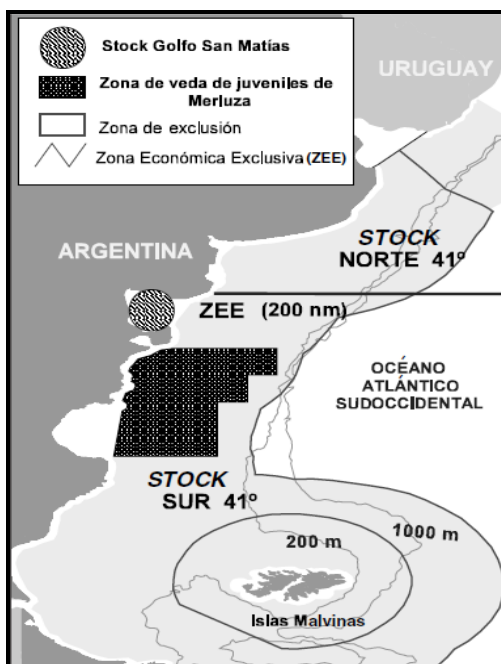 Stock Golfo San Matías
Zona de veda de juveniles de
Merluza
Zona de exclusión
Zona Económica Exclusiva (ZEE)
URUGUAY
ARGENTINA
STOCK
NORTE 41º
ZEE (200 nm)
OCÉANO
ATLÁNTICO
SUDOCCIDENTAL
STOCK
SUR 41º
200 m
1000 m
Islas Malvinas